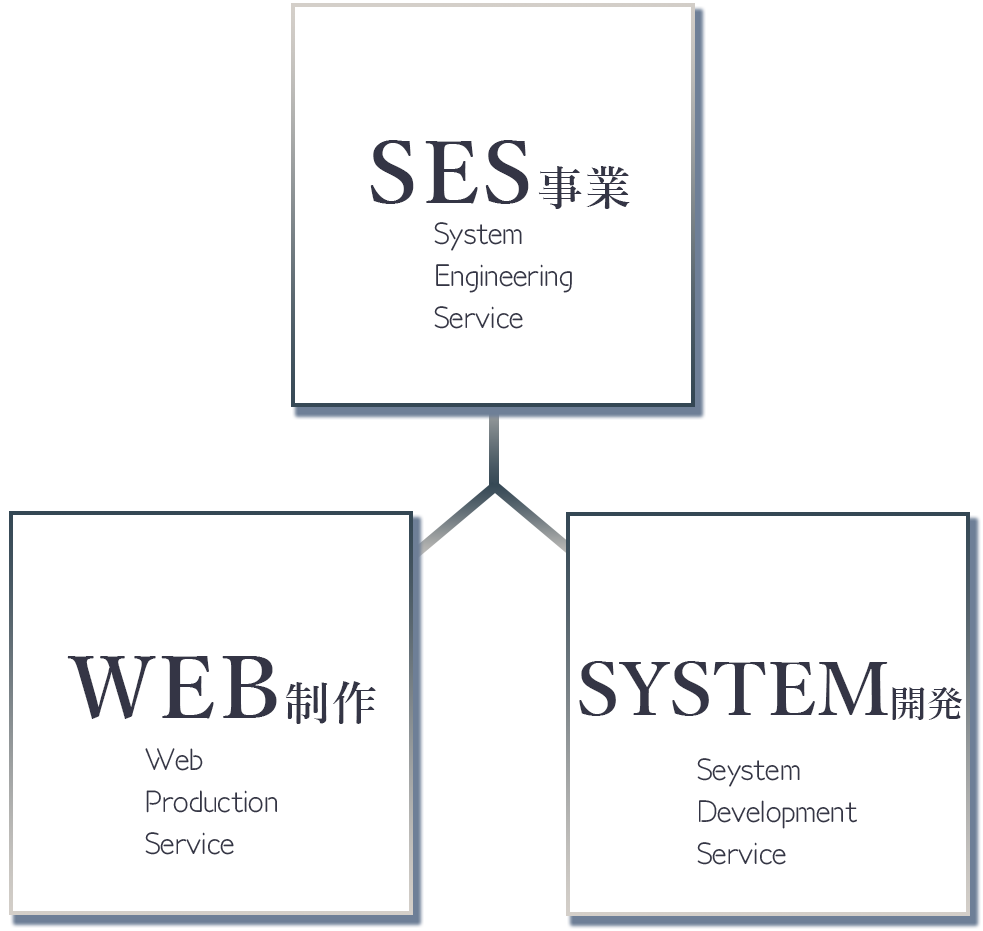 SES事業
System
Engineering
Service
WEB制作
Web
Production
Service
SYSTEM開発
Seystem
Development
Service